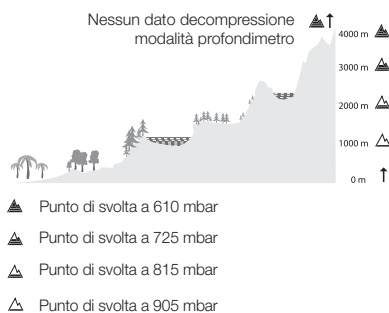 Nessun dato decompressione
modalità profondimetro
4000 m
3000 m
2000 m
1000 m
0 m
Punto di svolta a 610 mbar
Punto di svolta a 725 mbar
Punto di svolta a 815 mbar
Punto di svolta a 905 mbar